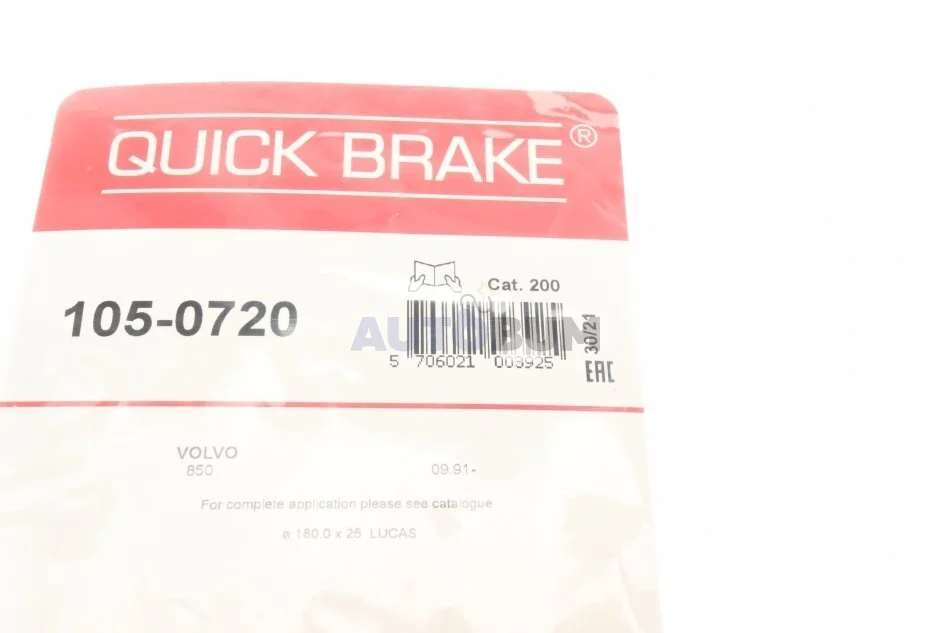 QUICK BRAKE®
Cat. 200
105-0720
AUTOBUM
30/21
5 706021 003925
EAC
VOLVO
850 09.91-
For complete application please see catalogue
ø 180.0 x 25 LUCAS